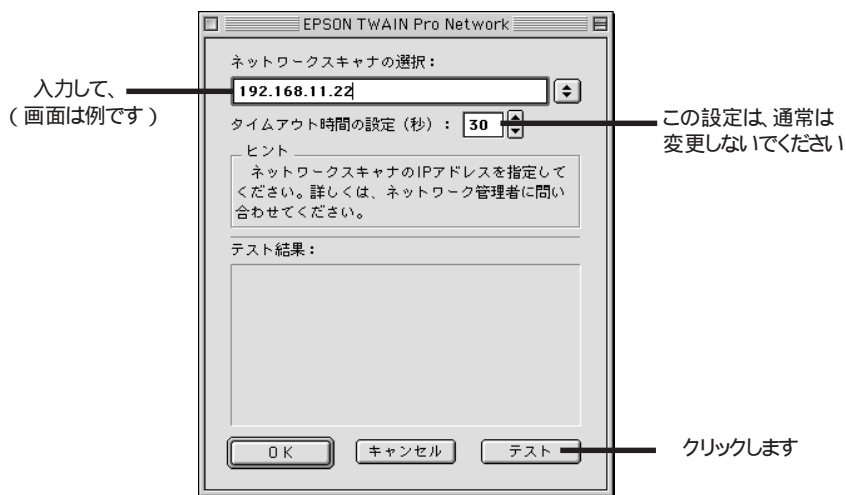 EPSON TWAIN Pro Network
ネットワークスキャナの選択：
入力して、
（画面は例です）
192.168.11.22
タイムアウト時間の設定（秒）： 30
この設定は、通常は
変更しないでください
ヒント
ネットワークスキャナのIPアドレスを指定して
ください。詳しくは、ネットワーク管理者に問い
合わせてください。
テスト結果：
OK
キャンセル
テスト
クリックします